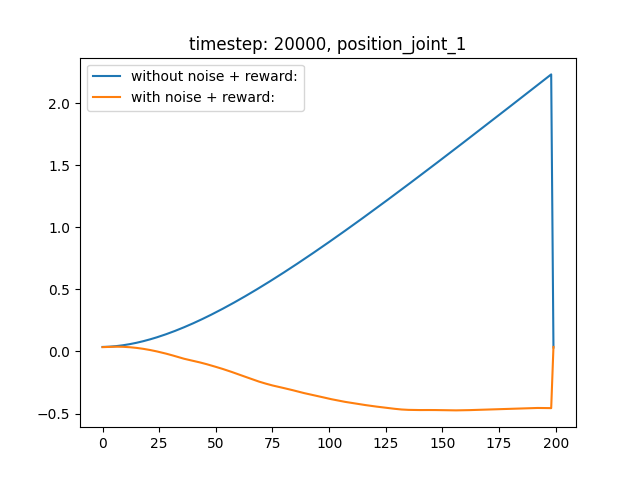 timestep: 20000, position_joint_1
without noise + reward:
with noise + reward:
2.0
1.5
1.0
0.5
0.0
−0.5
0 25 50 75 100 125 150 175 200